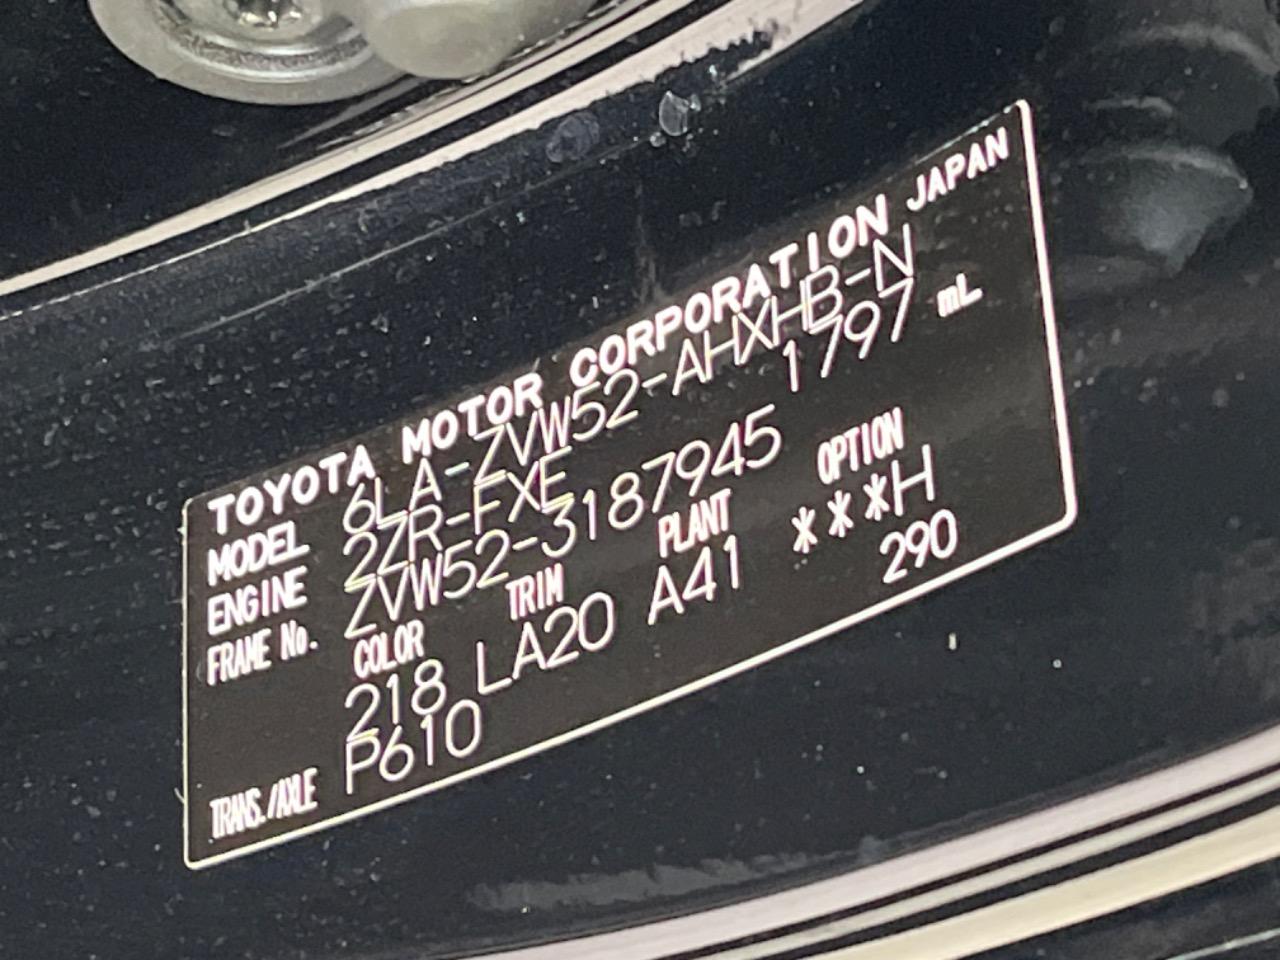 TOYOTA MOTOR CORPORATION JAPAN
MODEL 6LA-ZVW52-AHXHB-N
ENGINE 2ZR-FXE 1797 mL
FRAME No. ZVW52-3187945
COLOR TRIM PLANT OPTION
218 LA20 A41 ***H
TRANS./AXLE P610 290